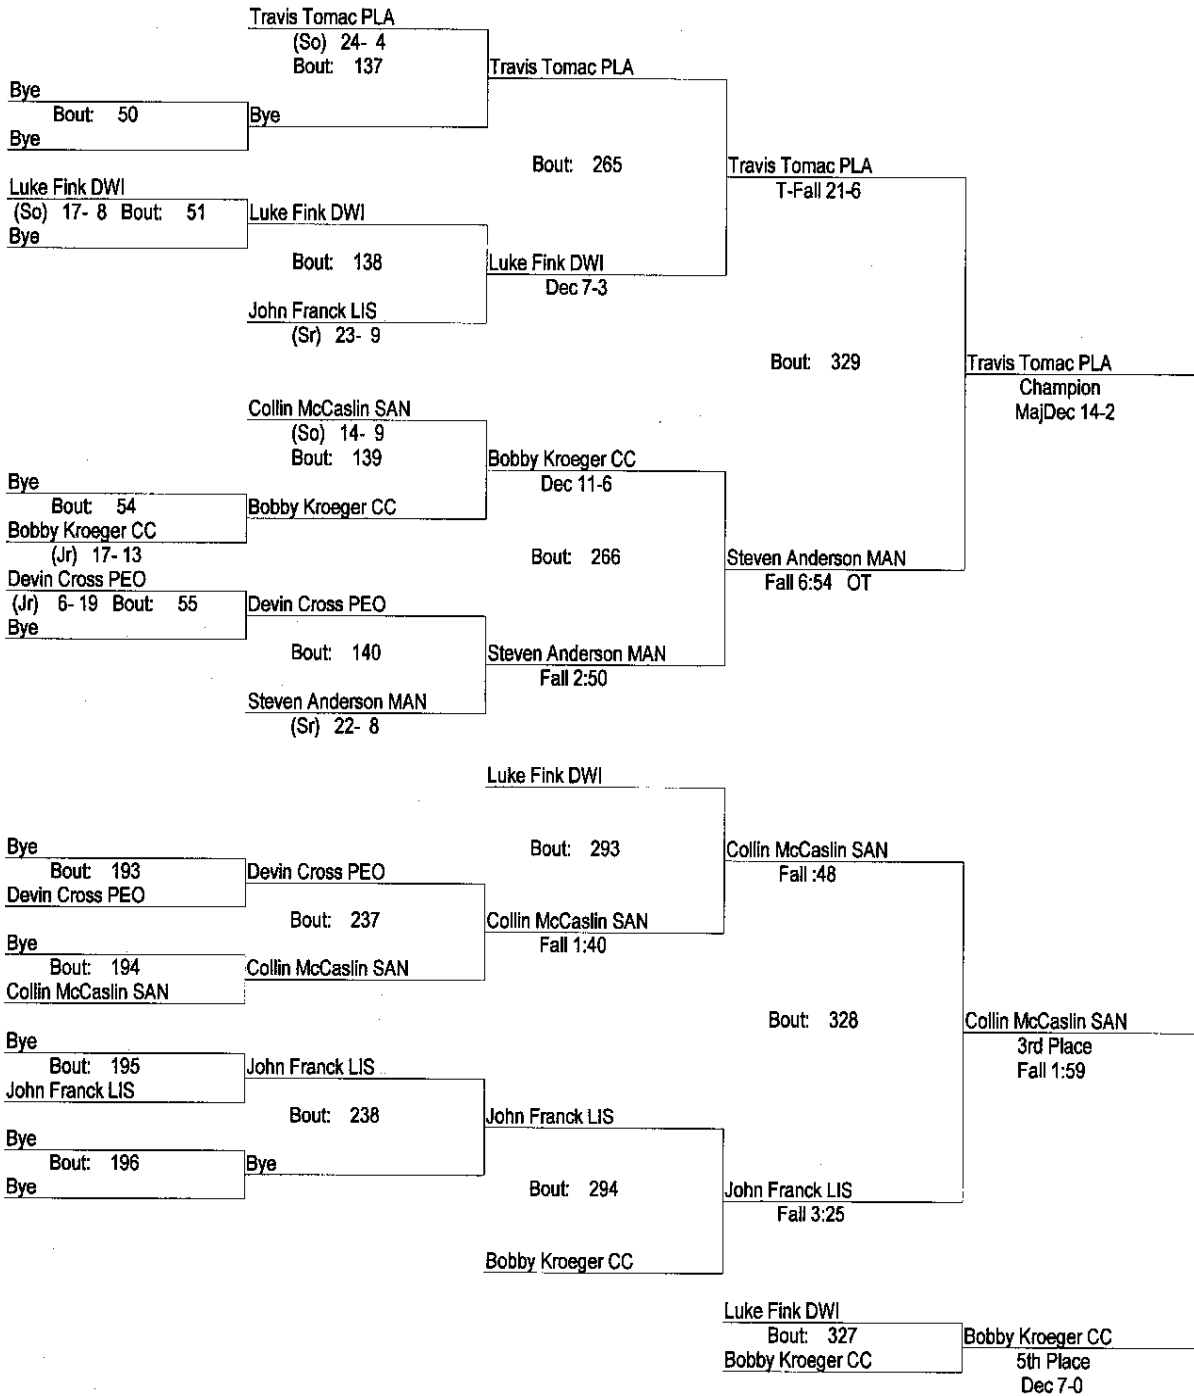 Travis Tomac PLA
(So) 24- 4
Bout: 137
Travis Tomac PLA
Bye
Bout: 50
Bye
Bye
Bout: 265
Travis Tomac PLA
T-Fall 21-6
Luke Fink DWI
(So) 17- 8 Bout: 51
Bye
Luke Fink DWI
Bout: 138
Luke Fink DWI
Dec 7-3
John Franck LIS
(Sr) 23- 9
Bout: 329
Travis Tomac PLA
Champion
MajDec 14-2
Collin McCaslin SAN
(So) 14- 9
Bout: 139
Bobby Kroeger CC
Dec 11-6
Bye
Bout: 54
Bobby Kroeger CC
Bobby Kroeger CC
(Jr) 17- 13
Bout: 266
Steven Anderson MAN
Fall 6:54 OT
Devin Cross PEO
(Jr) 6- 19 Bout: 55
Bye
Devin Cross PEO
Bout: 140
Steven Anderson MAN
Fall 2:50
Steven Anderson MAN
(Sr) 22- 8
Luke Fink DWI
Bout: 293
Collin McCaslin SAN
Fall :48
Bye
Bout: 193
Devin Cross PEO
Devin Cross PEO
Bout: 237
Collin McCaslin SAN
Fall 1:40
Bye
Bout: 194
Collin McCaslin SAN
Collin McCaslin SAN
Bout: 328
Collin McCaslin SAN
3rd Place
Fall 1:59
Bye
Bout: 195
John Franck LIS
John Franck LIS
Bout: 238
John Franck LIS
Bye
Bout: 196
Bye
Bye
Bout: 294
John Franck LIS
Fall 3:25
Bobby Kroeger CC
Luke Fink DWI
Bout: 327
Bobby Kroeger CC
Bobby Kroeger CC
5th Place
Dec 7-0